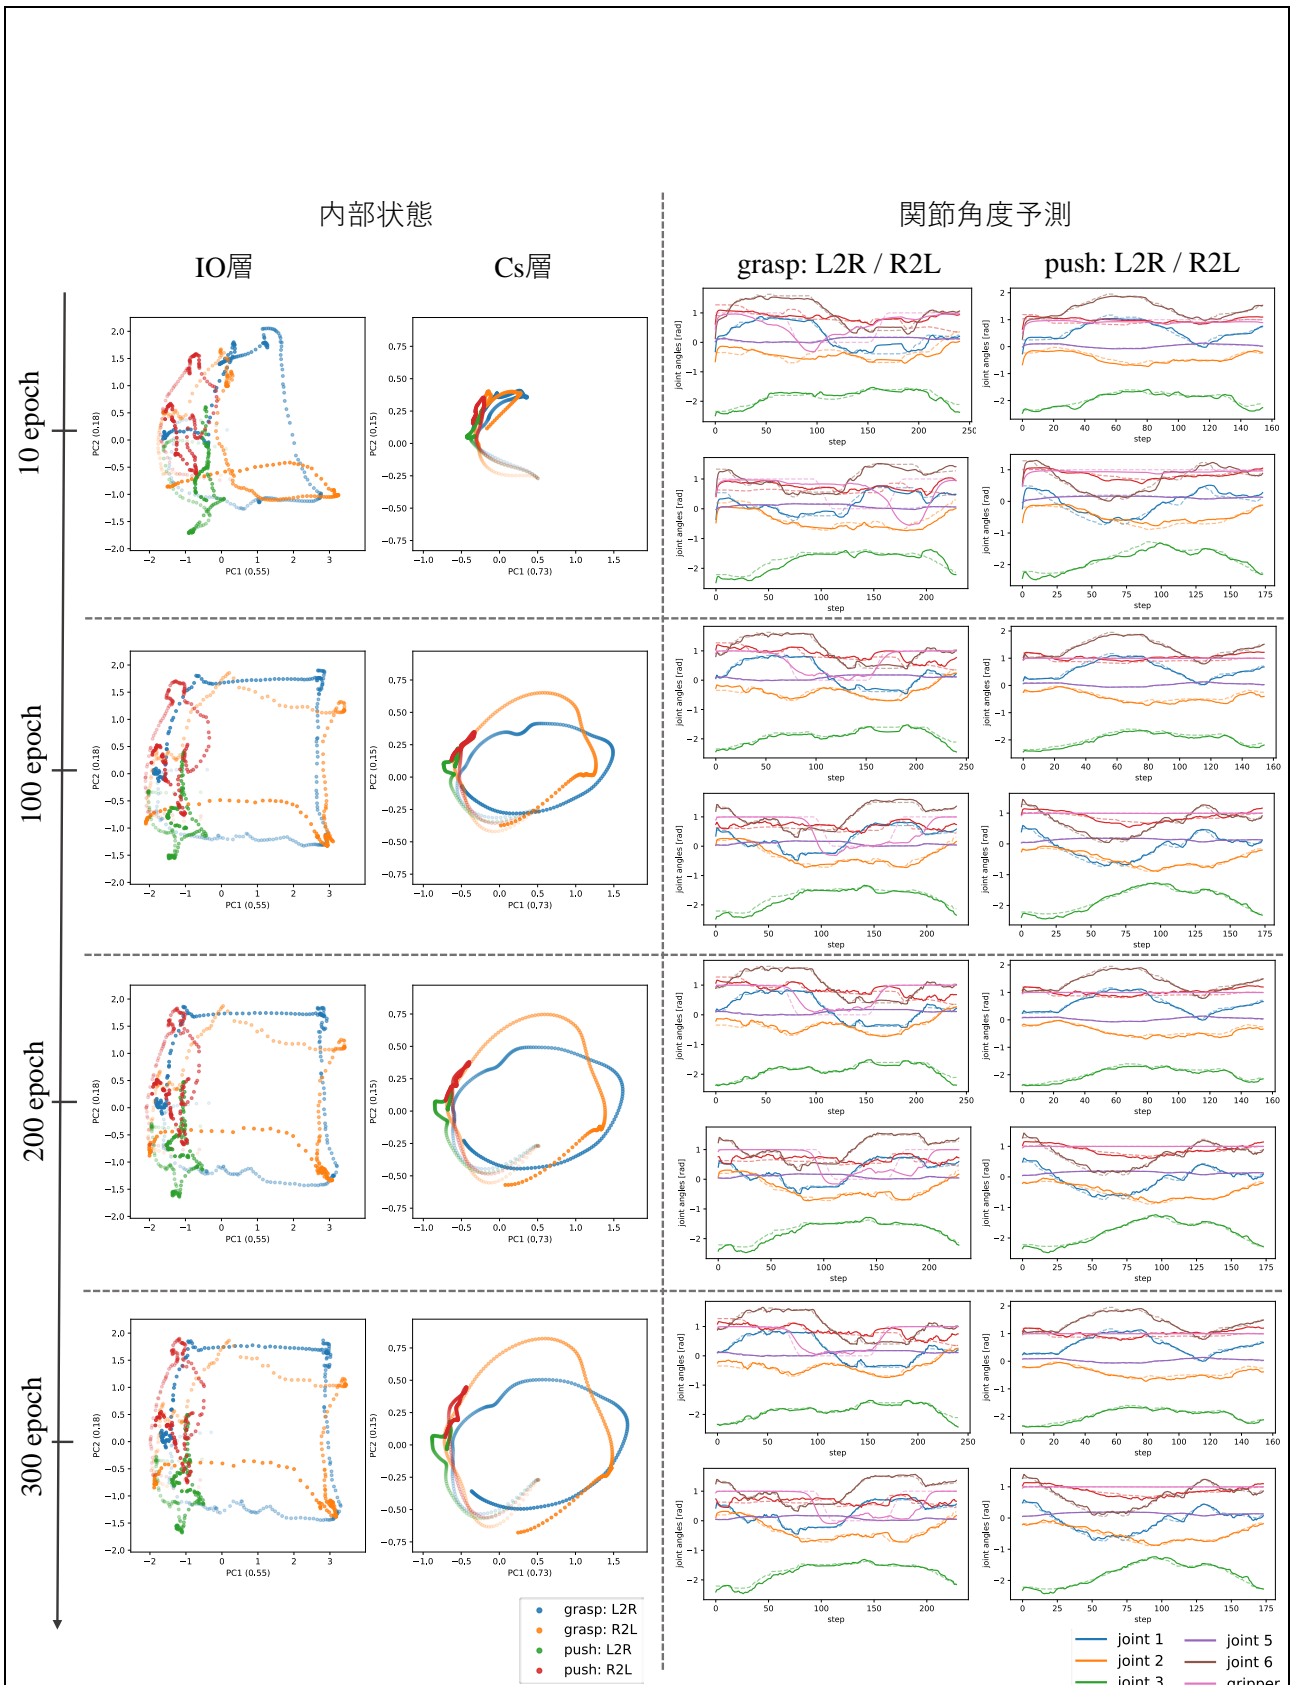 内部状態
関節角度予測
IO層
Cs層
grasp: L2R / R2L
push: L2R / R2L
10 epoch
100 epoch
200 epoch
300 epoch
PC2 (0.18)
PC1 (0.55)
PC2 (0.15)
PC1 (0.73)
joint angles [rad]
step
grasp: L2R
grasp: R2L
push: L2R
push: R2L
joint 1
joint 2
joint 3
joint 5
joint 6
gripper